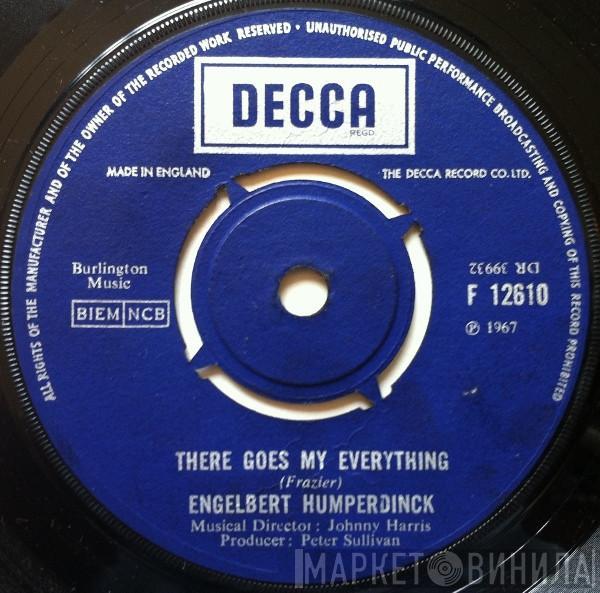 ALL RIGHTS OF THE MANUFACTURER AND OF THE OWNER OF THE RECORDED WORK RESERVED • UNAUTHORISED PUBLIC PERFORMANCE BROADCASTING AND COPYING OF THIS RECORD PROHIBITED
DECCA
REGD.
MADE IN ENGLAND
THE DECCA RECORD CO. LTD.
Burlington
Music
BIEM NCB
DR 39932
F 12610
℗ 1967
THERE GOES MY EVERYTHING
(Frazier)
ENGELBERT HUMPERDINCK
Musical Director: Johnny Harris
Producer: Peter Sullivan
МАРКЕТ ВИНИЛА